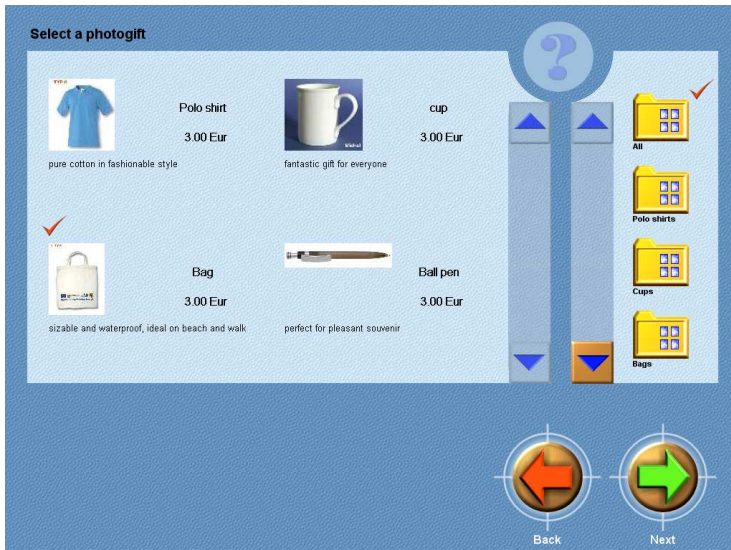 Select a photogift
Polo shirt
3.00 Eur
pure cotton in fashionable style
cup
3.00 Eur
fantastic gift for everyone
Bag
3.00 Eur
sizable and waterproof, ideal on beach and walk
Ball pen
3.00 Eur
perfect for pleasant souvenir
?
All
Polo shirts
Cups
Bags
Back
Next